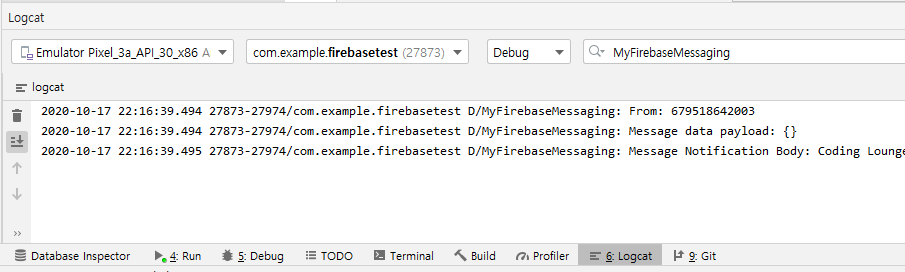 Logcat
Emulator Pixel_3a_API_30_x86 A
com.example.firebasetest (27873)
Debug
MyFirebaseMessaging
logcat
2020-10-17 22:16:39.494 27873-27974/com.example.firebasetest D/MyFirebaseMessaging: From: 679518642003
2020-10-17 22:16:39.494 27873-27974/com.example.firebasetest D/MyFirebaseMessaging: Message data payload: {}
2020-10-17 22:16:39.495 27873-27974/com.example.firebasetest D/MyFirebaseMessaging: Message Notification Body: Coding Lounge
»
Database Inspector 4: Run 5: Debug TODO Terminal Build Profiler 6: Logcat 9: Git